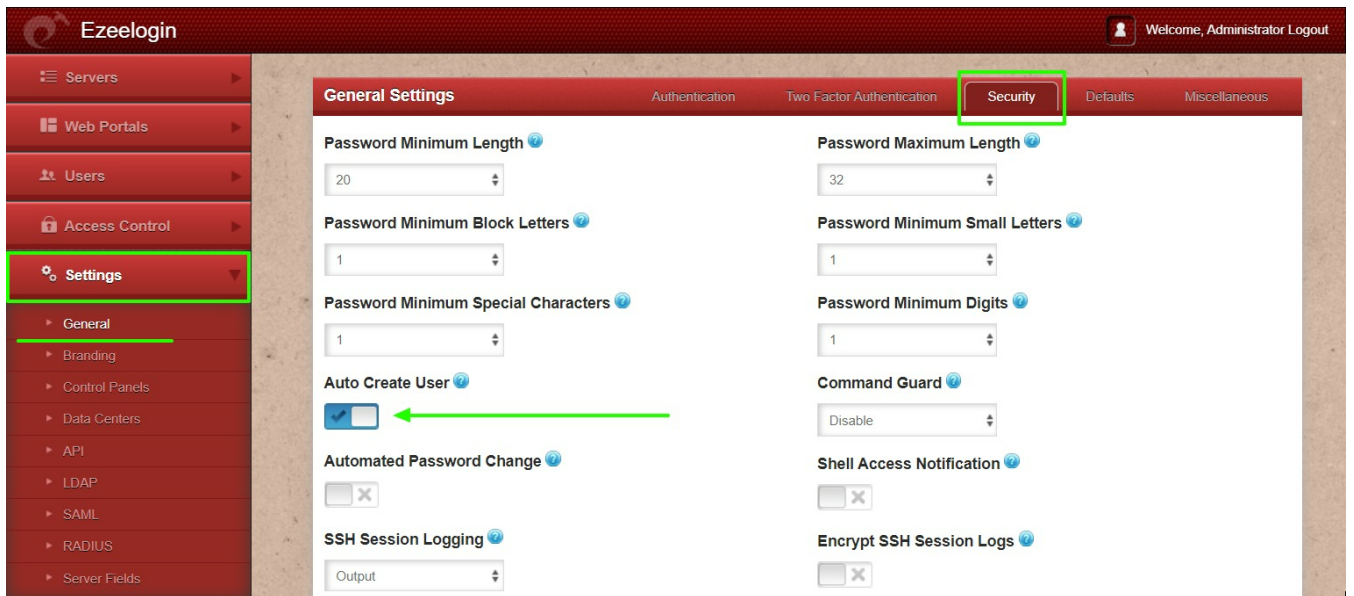 Ezeelogin
Welcome, Administrator Logout
Servers
Web Portals
Users
Access Control
Settings
General
Branding
Control Panels
Data Centers
API
LDAP
SAML
RADIUS
Server Fields
General Settings
Authentication
Two Factor Authentication
Security
Defaults
Miscellaneous
Password Minimum Length ?
20
Password Maximum Length ?
32
Password Minimum Block Letters ?
1
Password Minimum Small Letters ?
1
Password Minimum Special Characters ?
1
Password Minimum Digits ?
1
Auto Create User ?
Command Guard ?
Disable
Automated Password Change ?
Shell Access Notification ?
SSH Session Logging ?
Output
Encrypt SSH Session Logs ?